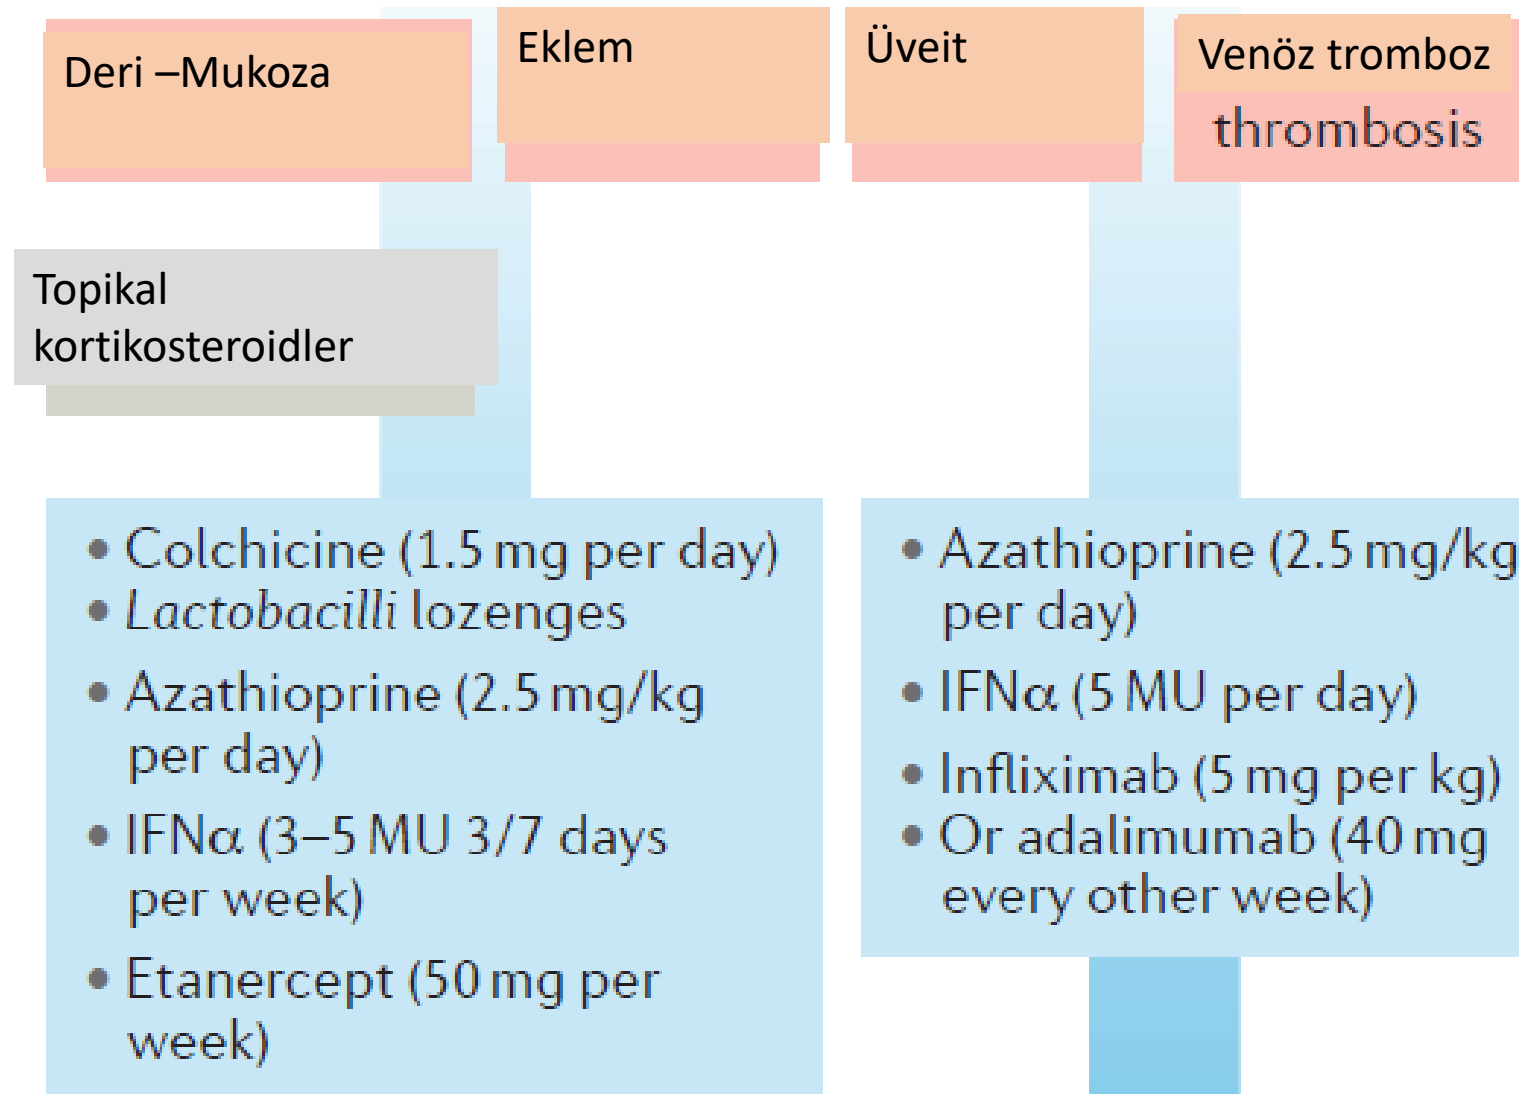 Deri –Mukoza
Eklem
Üveit
Venöz tromboz
thrombosis
Topikal
kortikosteroidler
• Colchicine (1.5 mg per day)
• Lactobacilli lozenges
• Azathioprine (2.5 mg/kg
per day)
• IFNα (3–5 MU 3/7 days
per week)
• Etanercept (50 mg per
week)
• Azathioprine (2.5 mg/kg
per day)
• IFNα (5 MU per day)
• Infliximab (5 mg per kg)
• Or adalimumab (40 mg
every other week)